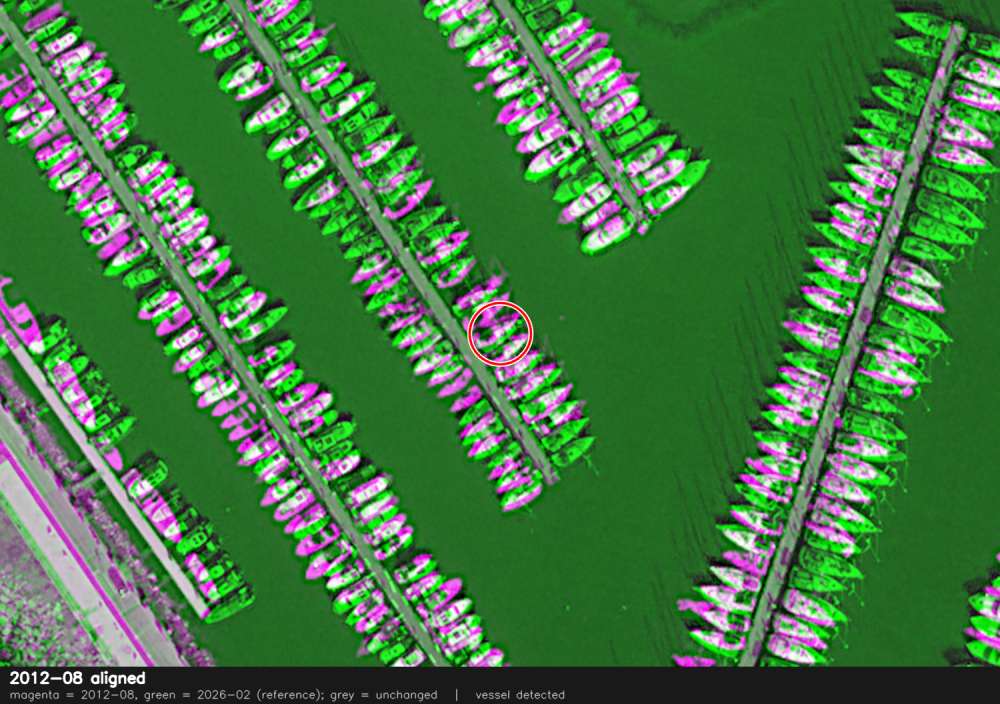 2012-08 aligned
magenta = 2012-08, green = 2026-02 (reference); grey = unchanged | vessel detected